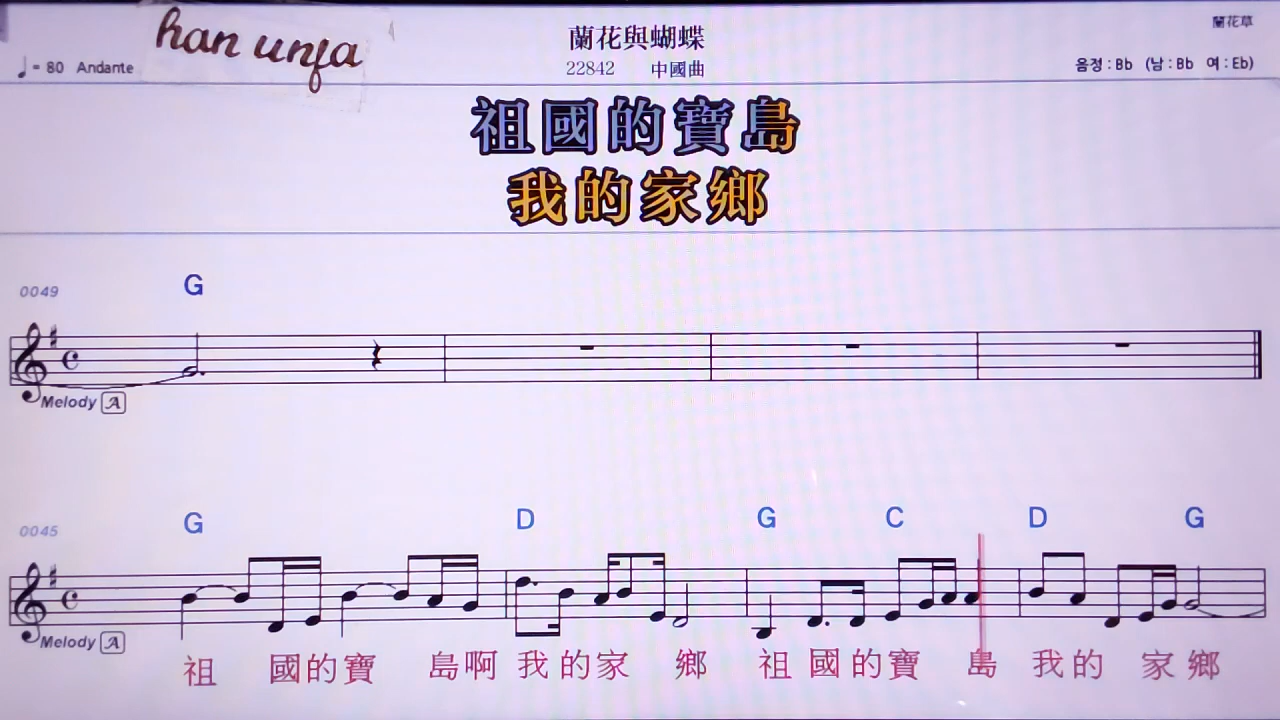 han unfa
蘭花與蝴蝶
蘭花草
♩= 80 Andante
22842 中國曲
음정 : Bb (남 : Bb 여 : Eb)
祖國的寶島
我的家鄉
0049
G
Melody A
0045
G D G C D G
Melody A
祖 國的寶 島啊 我的家 鄉 祖國的寶 島 我的 家鄉